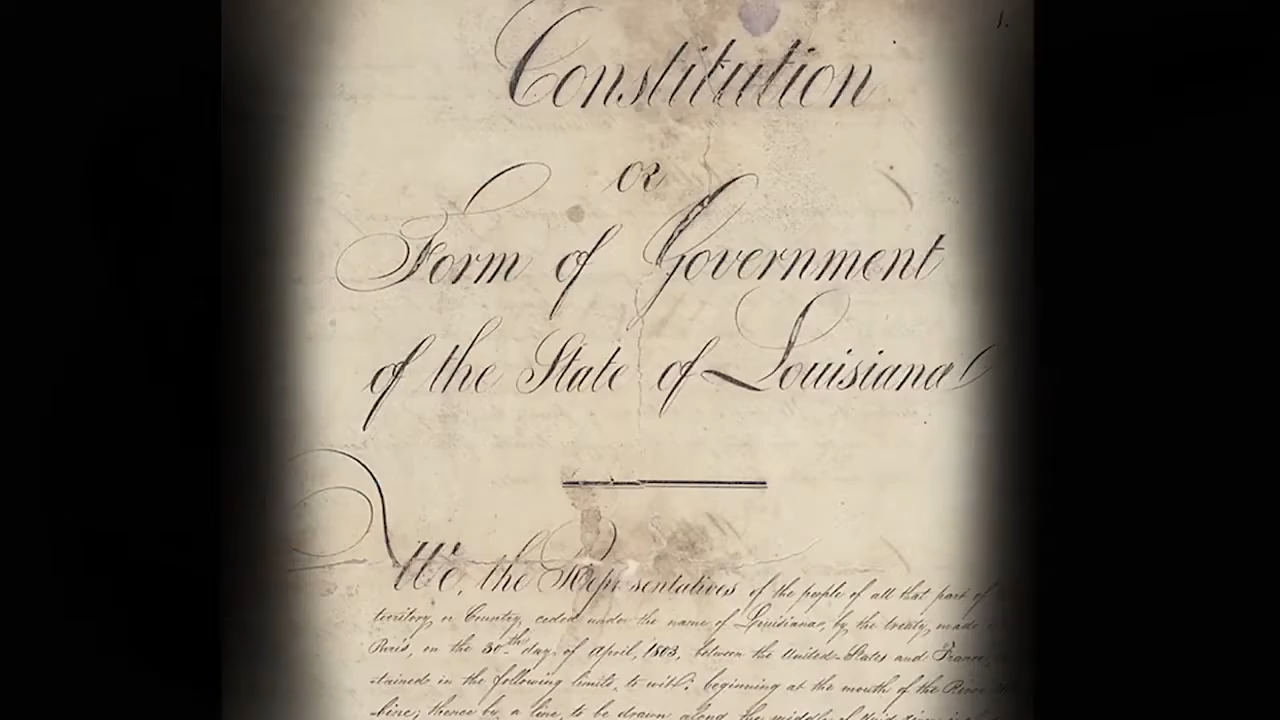 1.
Constitution
or
Form of Government
of the State of Louisiana
We, the Representatives of the people of all that part of
territory or Country, ceded under the name of Louisiana, by the treaty made
Paris, on the 30th day of April, 1803, between the United-States and France,
tained in the following limits, to wit: beginning at the mouth of the River
bine; thence by a line to be drawn along the middle of